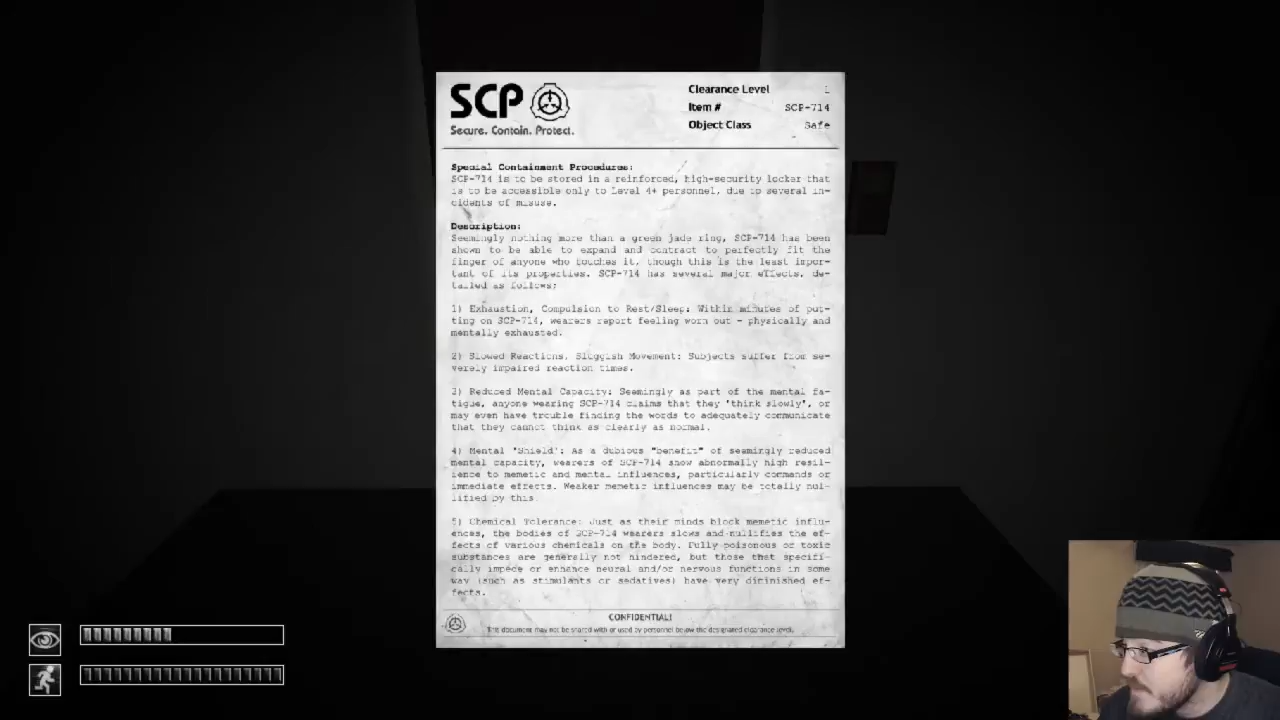 SCP
Secure. Contain. Protect.
Clearance Level 1
Item # SCP-714
Object Class Safe
Special Containment Procedures:
SCP-714 is to be stored in a reinforced, high-security locker that
is to be accessible only to Level 4+ personnel, due to several in-
cidents of misuse.
Description:
Seemingly nothing more than a green jade ring, SCP-714 has been
shown to be able to expand and contract to perfectly fit the
finger of anyone who touches it, though this is the least impor-
tant of its properties. SCP-714 has several major effects, de-
tailed as follows:
1) Exhaustion, Compulsion to Rest/Sleep: Within minutes of put-
ting on SCP-714, wearers report feeling worn out - physically and
mentally exhausted.
2) Slowed Reactions, Sluggish Movement: Subjects suffer from se-
verely impaired reaction times.
3) Reduced Mental Capacity: Seemingly as part of the mental fa-
tigue, anyone wearing SCP-714 claims that they "think slowly", or
may even have trouble finding the words to adequately communicate
that they cannot think as clearly as normal.
4) Mental "Shield": As a dubious "benefit" of seemingly reduced
mental capacity, wearers of SCP-714 show abnormally high resil-
ience to memetic and mental influences, particularly commands or
immediate effects. Weaker memetic influences may be totally nul-
lified by this.
5) Chemical Tolerance: Just as their minds block memetic influ-
ences, the bodies of SCP-714 wearers slows and nullifies the ef-
fects of various chemicals on the body. Fully poisonous or toxic
substances are generally not hindered, but those that specifi-
cally impede or enhance neural and/or nervous functions in some
way (such as stimulants or sedatives) have very diminished ef-
fects.
CONFIDENTIAL!
This document may not be shared with or used by personnel below the designated clearance level.